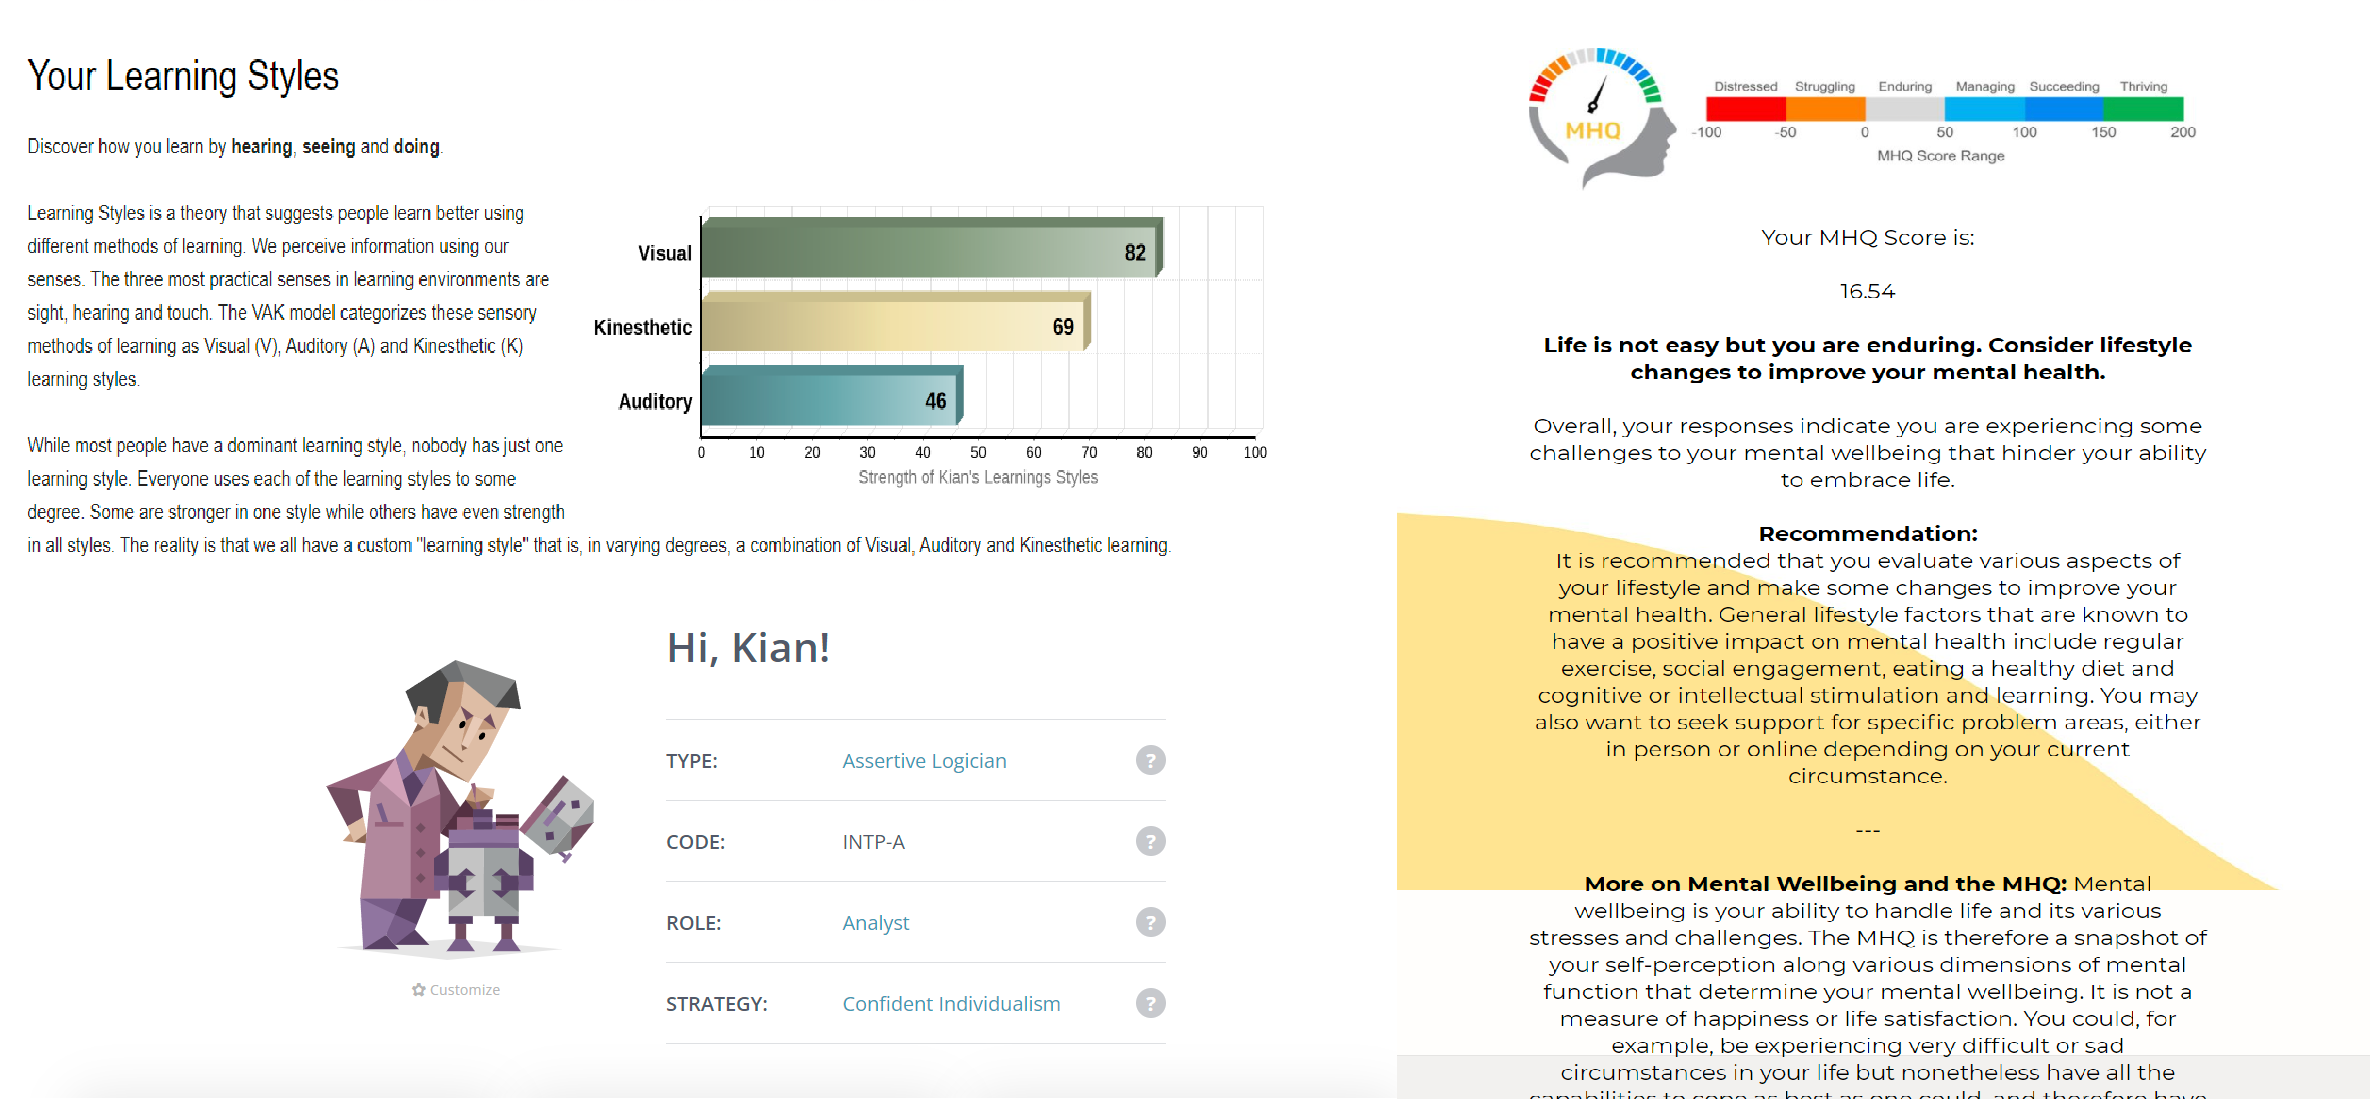 Your Learning Styles
Discover how you learn by hearing, seeing and doing.
Learning Styles is a theory that suggests people learn better using
different methods of learning. We perceive information using our
senses. The three most practical senses in learning environments are
sight, hearing and touch. The VAK model categorizes these sensory
methods of learning as Visual (V), Auditory (A) and Kinesthetic (K)
learning styles.
While most people have a dominant learning style, nobody has just one
learning style. Everyone uses each of the learning styles to some
degree. Some are stronger in one style while others have even strength
in all styles. The reality is that we all have a custom "learning style" that is, in varying degrees, a combination of Visual, Auditory and Kinesthetic learning.
Visual 82
Kinesthetic 69
Auditory 46
0 10 20 30 40 50 60 70 80 90 100
Strength of Kian's Learnings Styles
Hi, Kian!
TYPE: Assertive Logician ?
CODE: INTP-A ?
ROLE: Analyst ?
STRATEGY: Confident Individualism ?
Customize
MHQ
Distressed Struggling Enduring Managing Succeeding Thriving
-100 -50 0 50 100 150 200
MHQ Score Range
Your MHQ Score is:
16.54
Life is not easy but you are enduring. Consider lifestyle
changes to improve your mental health.
Overall, your responses indicate you are experiencing some
challenges to your mental wellbeing that hinder your ability
to embrace life.
Recommendation:
It is recommended that you evaluate various aspects of
your lifestyle and make some changes to improve your
mental health. General lifestyle factors that are known to
have a positive impact on mental health include regular
exercise, social engagement, eating a healthy diet and
cognitive or intellectual stimulation and learning. You may
also want to seek support for specific problem areas, either
in person or online depending on your current
circumstance.
---
More on Mental Wellbeing and the MHQ: Mental
wellbeing is your ability to handle life and its various
stresses and challenges. The MHQ is therefore a snapshot of
your self-perception along various dimensions of mental
function that determine your mental wellbeing. It is not a
measure of happiness or life satisfaction. You could, for
example, be experiencing very difficult or sad
circumstances in your life but nonetheless have all the
capabilities to cope as best as one could, and therefore have